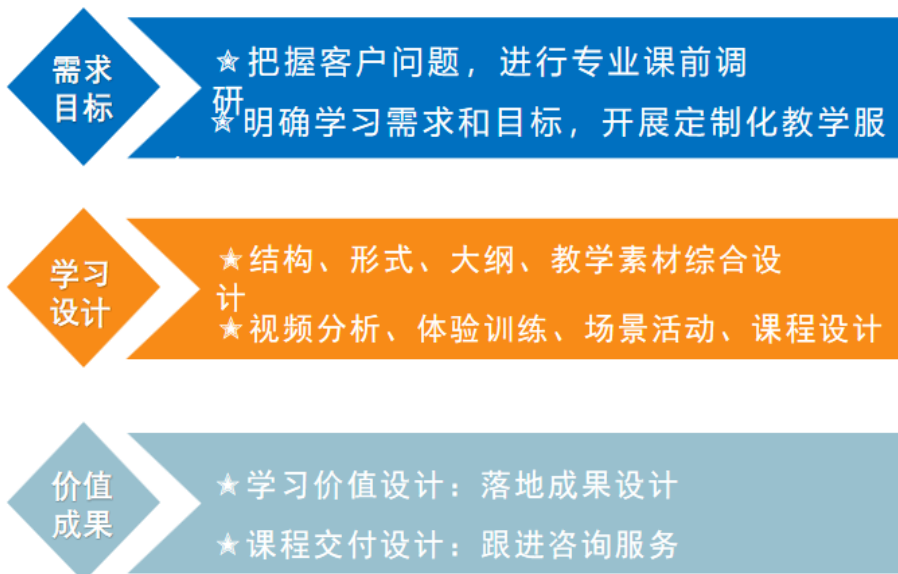 需求
目标
☆把握客户问题，进行专业课前调
研
☆明确学习需求和目标，开展定制化教学服
学习
设计
☆结构、形式、大纲、教学素材综合设
计
☆视频分析、体验训练、场景活动、课程设计
价值
成果
☆学习价值设计：落地成果设计
☆课程交付设计：跟进咨询服务